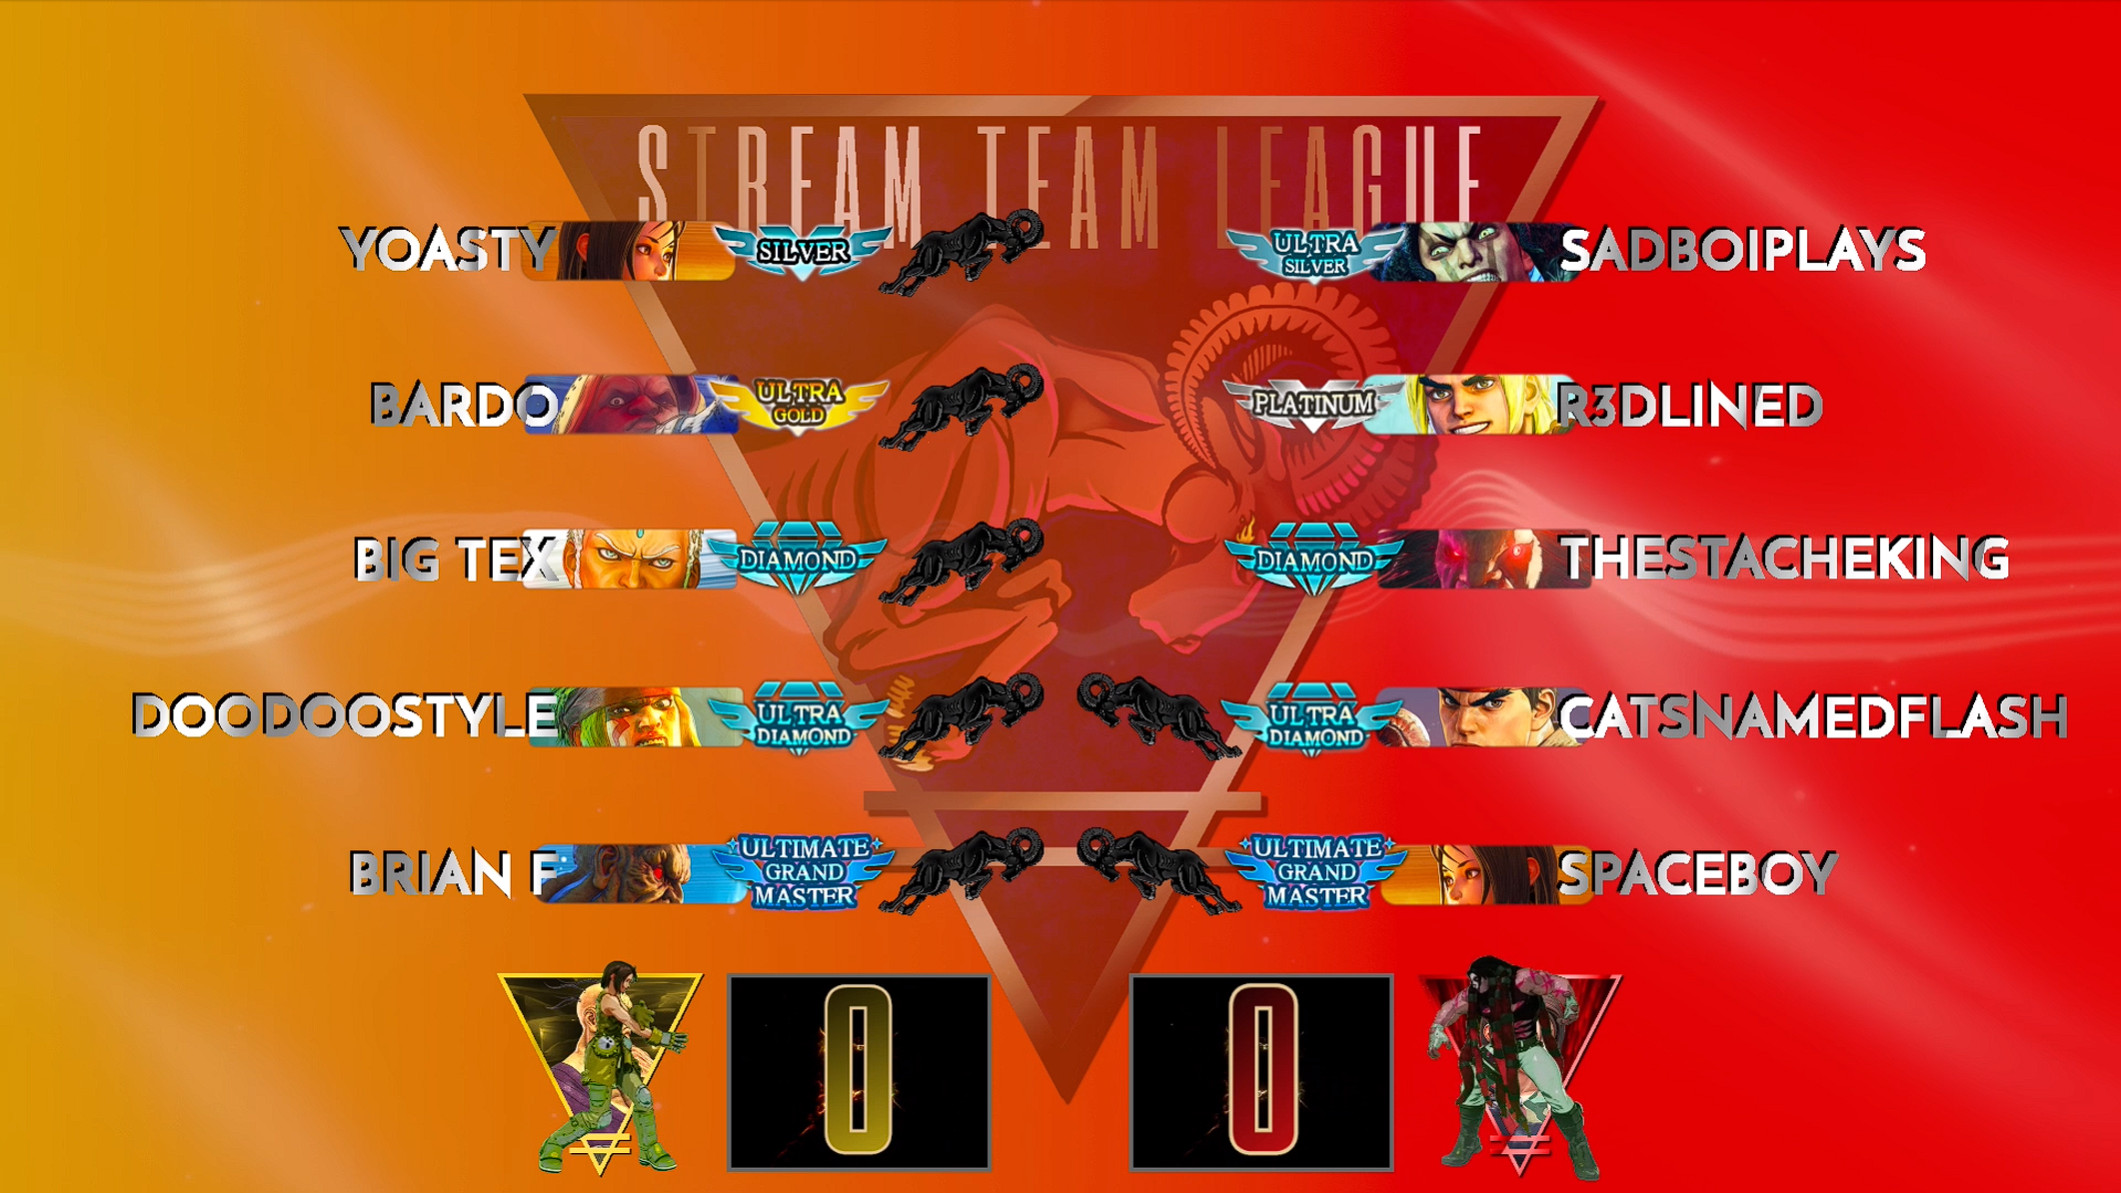 STREAM TEAM LEAGUE
YOASTY SILVER ULTRA SILVER SADBOIPLAYS
BARDO ULTRA GOLD PLATINUM R3DLINED
BIG TEX DIAMOND DIAMOND THESTACHEKING
DOODOOSTYLE ULTRA DIAMOND ULTRA DIAMOND CATSNAMEDFLASH
BRIAN F ULTIMATE GRAND MASTER ULTIMATE GRAND MASTER SPACEBOY
0 0